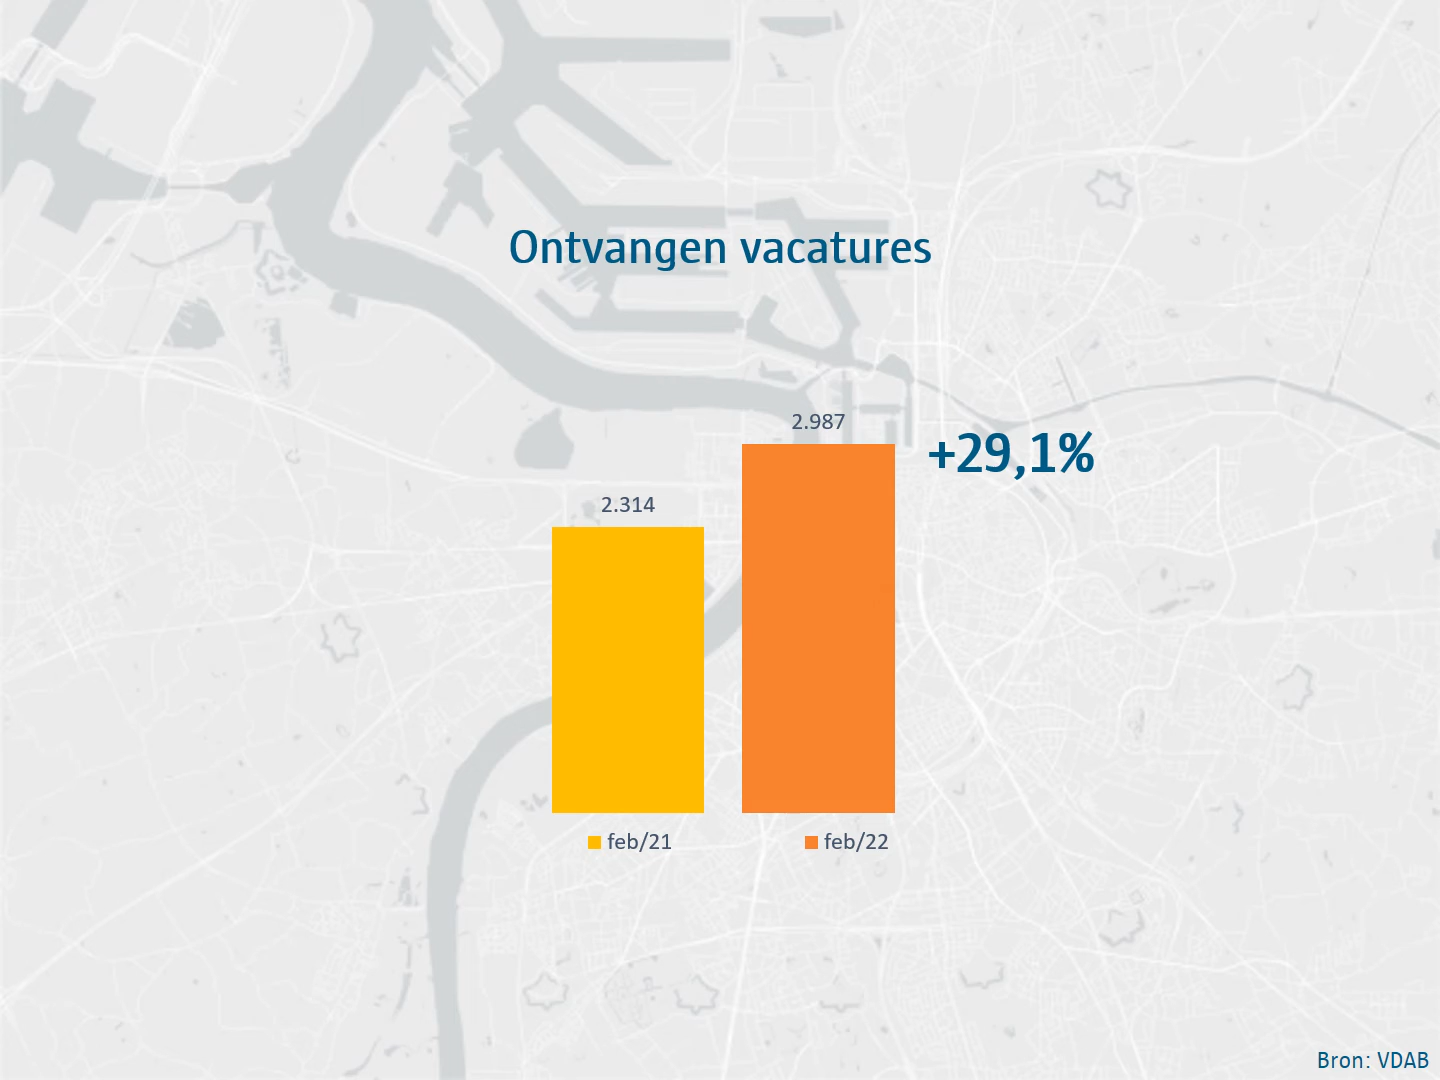 Ontvangen vacatures
2.987
+29,1%
2.314
feb/21
feb/22
Bron: VDAB